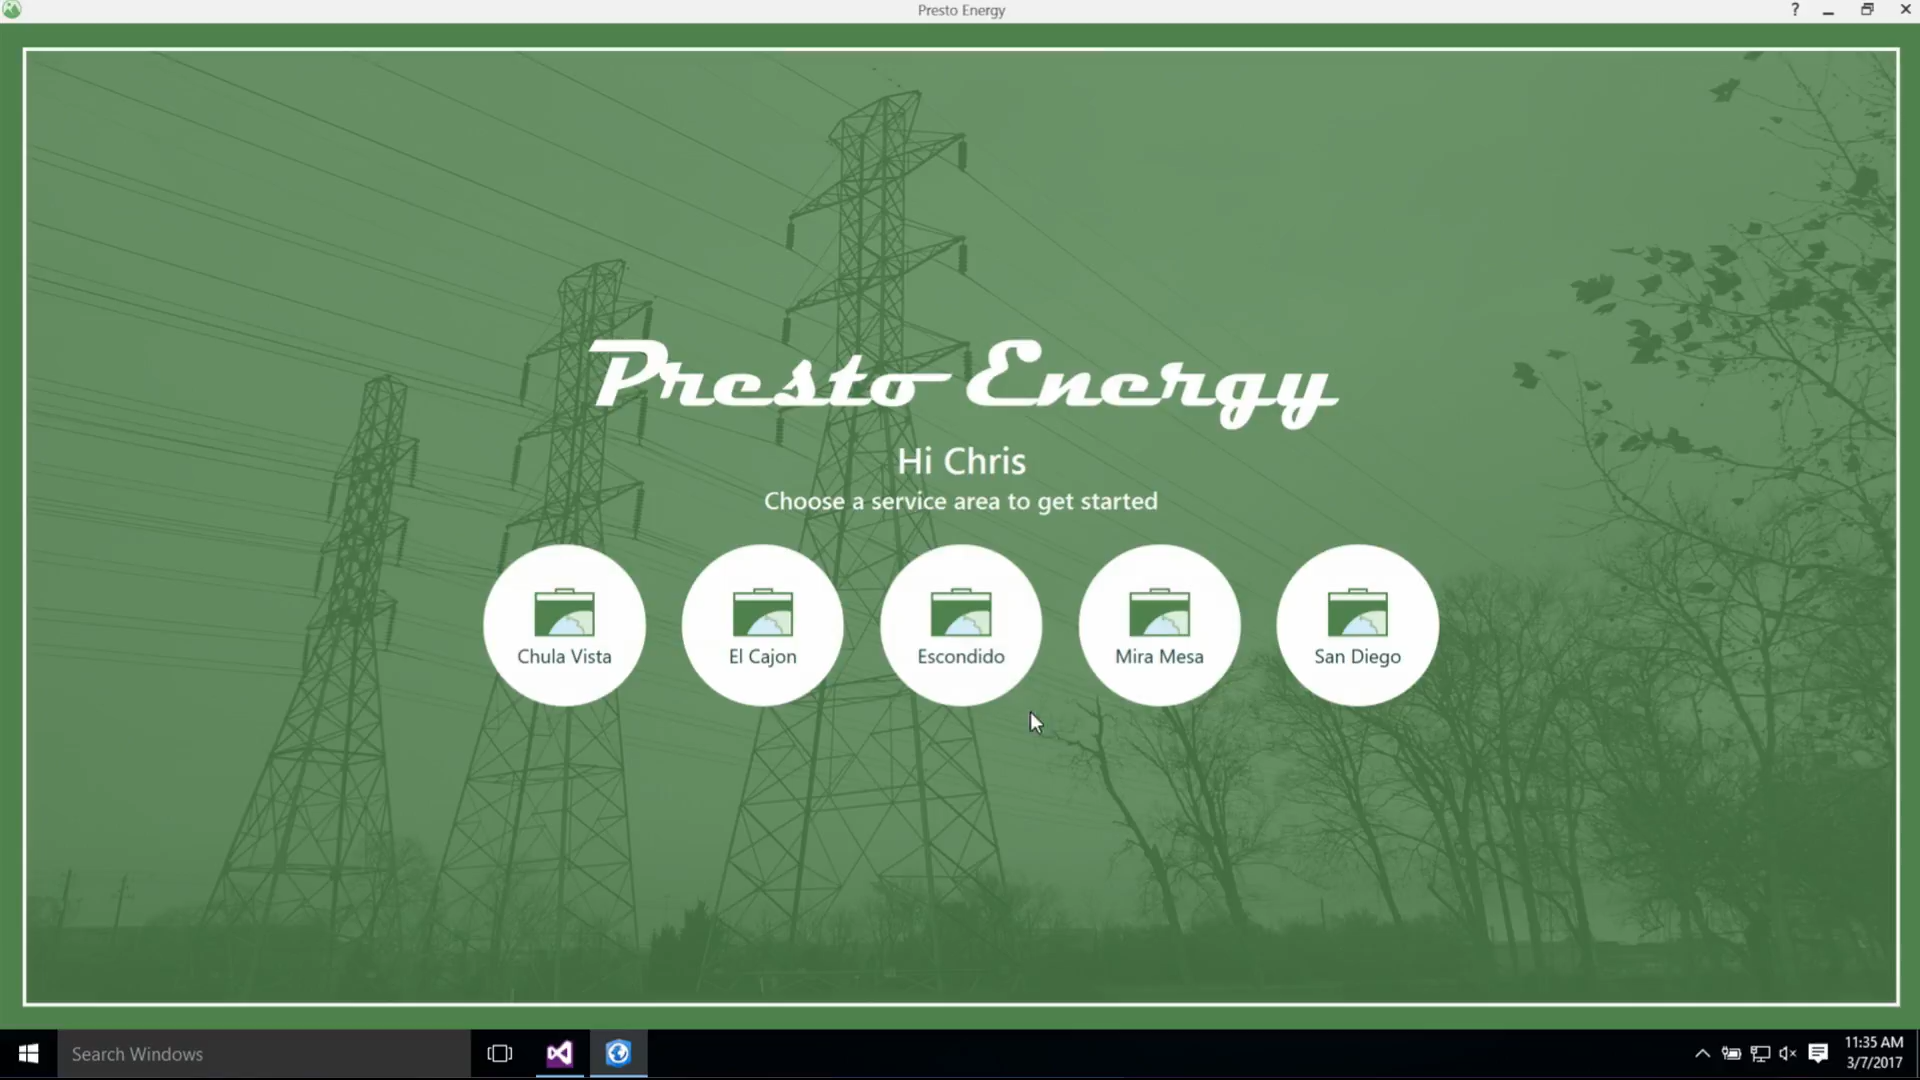 Presto Energy
?
Presto Energy
Hi Chris
Choose a service area to get started
Chula Vista
El Cajon
Escondido
Mira Mesa
San Diego
Search Windows
11:35 AM
3/7/2017